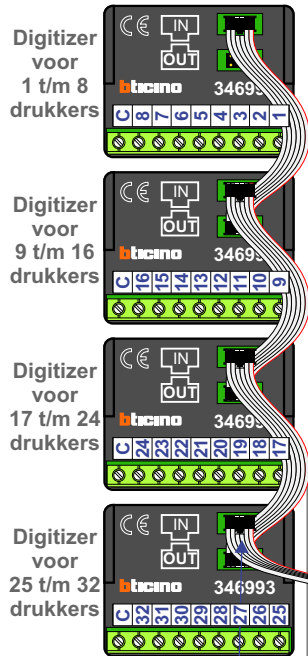 Digitizer
voor
1 t/m 8
drukkers
CE IN
OUT
bticino
C 8 7 6 5 4 3 2 1
Digitizer
voor
9 t/m 16
drukkers
CE IN
OUT
bticino 346993
C 16 15 14 13 12 11 10 9
Digitizer
voor
17 t/m 24
drukkers
CE IN
OUT
bticino
C 24 23 22 21 20 19 18 17
Digitizer
voor
25 t/m 32
drukkers
CE IN
OUT
bticino 346993
C 32 31 30 29 28 27 26 25